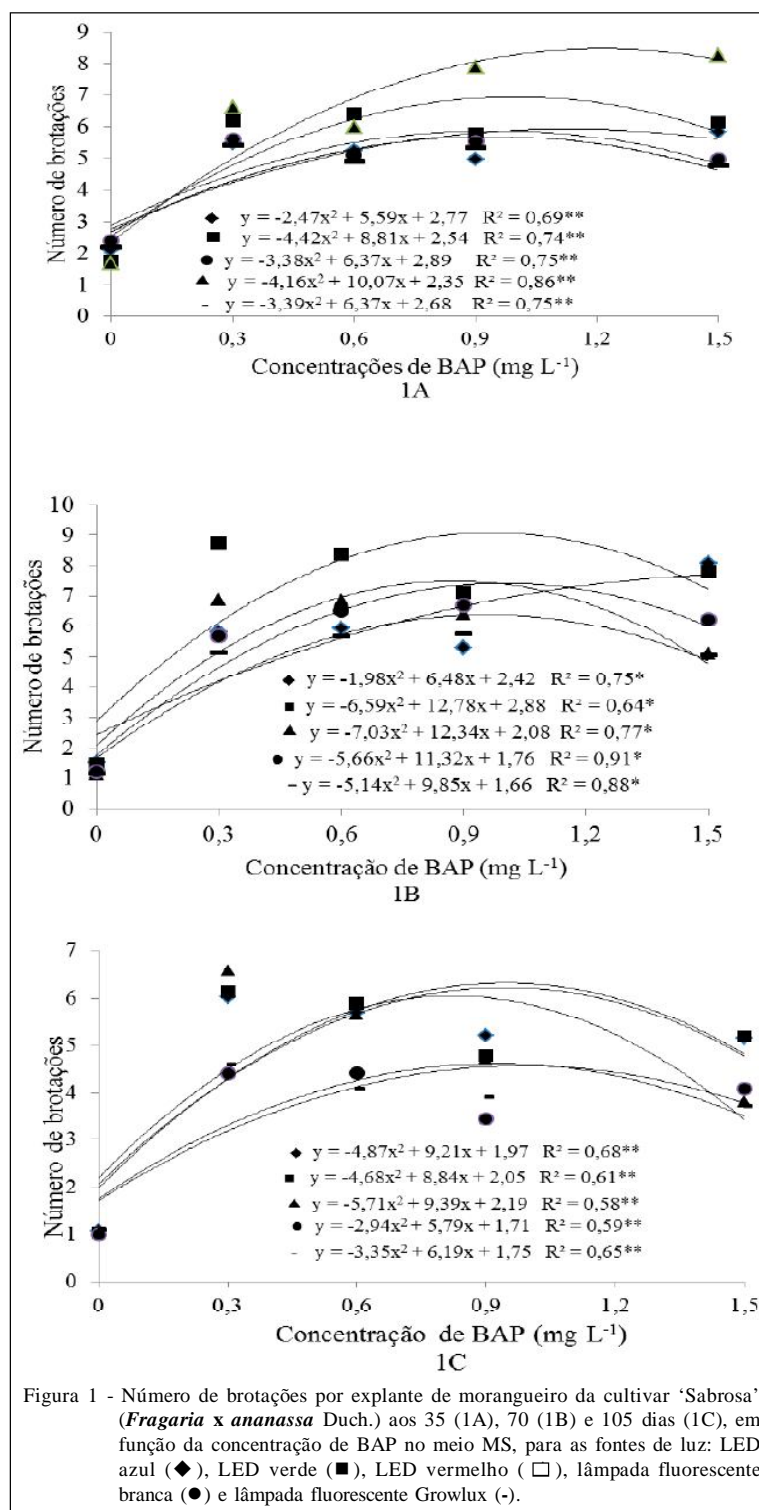 9
8
7
6
5
4
3
2
1
0
Número de brotações
y = -2,47x² + 5,59x + 2,77 R² = 0,69**
y = -4,42x² + 8,81x + 2,54 R² = 0,74**
y = -3,38x² + 6,37x + 2,89 R² = 0,75**
y = -4,16x² + 10,07x + 2,35 R² = 0,86**
y = -3,39x² + 6,37x + 2,68 R² = 0,75**
0 0,3 0,6 0,9 1,2 1,5
Concentrações de BAP (mg L⁻¹)
1A
10
9
8
7
6
5
4
3
2
1
0
Número de brotações
y = -1,98x² + 6,48x + 2,42 R² = 0,75*
y = -6,59x² + 12,78x + 2,88 R² = 0,64*
y = -7,03x² + 12,34x + 2,08 R² = 0,77*
y = -5,66x² + 11,32x + 1,76 R² = 0,91*
y = -5,14x² + 9,85x + 1,66 R² = 0,88*
0 0,3 0,6 0,9 1,2 1,5
Concentração de BAP (mg L⁻¹)
1B
7
6
5
4
3
2
1
0
Número de brotações
y = -4,87x² + 9,21x + 1,97 R² = 0,68**
y = -4,68x² + 8,84x + 2,05 R² = 0,61**
y = -5,71x² + 9,39x + 2,19 R² = 0,58**
y = -2,94x² + 5,79x + 1,71 R² = 0,59**
y = -3,35x² + 6,19x + 1,75 R² = 0,65**
0 0,3 0,6 0,9 1,2 1,5
Concentração de BAP (mg L⁻¹)
1C
Figura 1 - Número de brotações por explante de morangueiro da cultivar ‘Sabrosa’
(Fragaria x ananassa Duch.) aos 35 (1A), 70 (1B) e 105 dias (1C), em
função da concentração de BAP no meio MS, para as fontes de luz: LED
azul (◆), LED verde (■), LED vermelho (□), lâmpada fluorescente
branca (●) e lâmpada fluorescente Growlux (-).